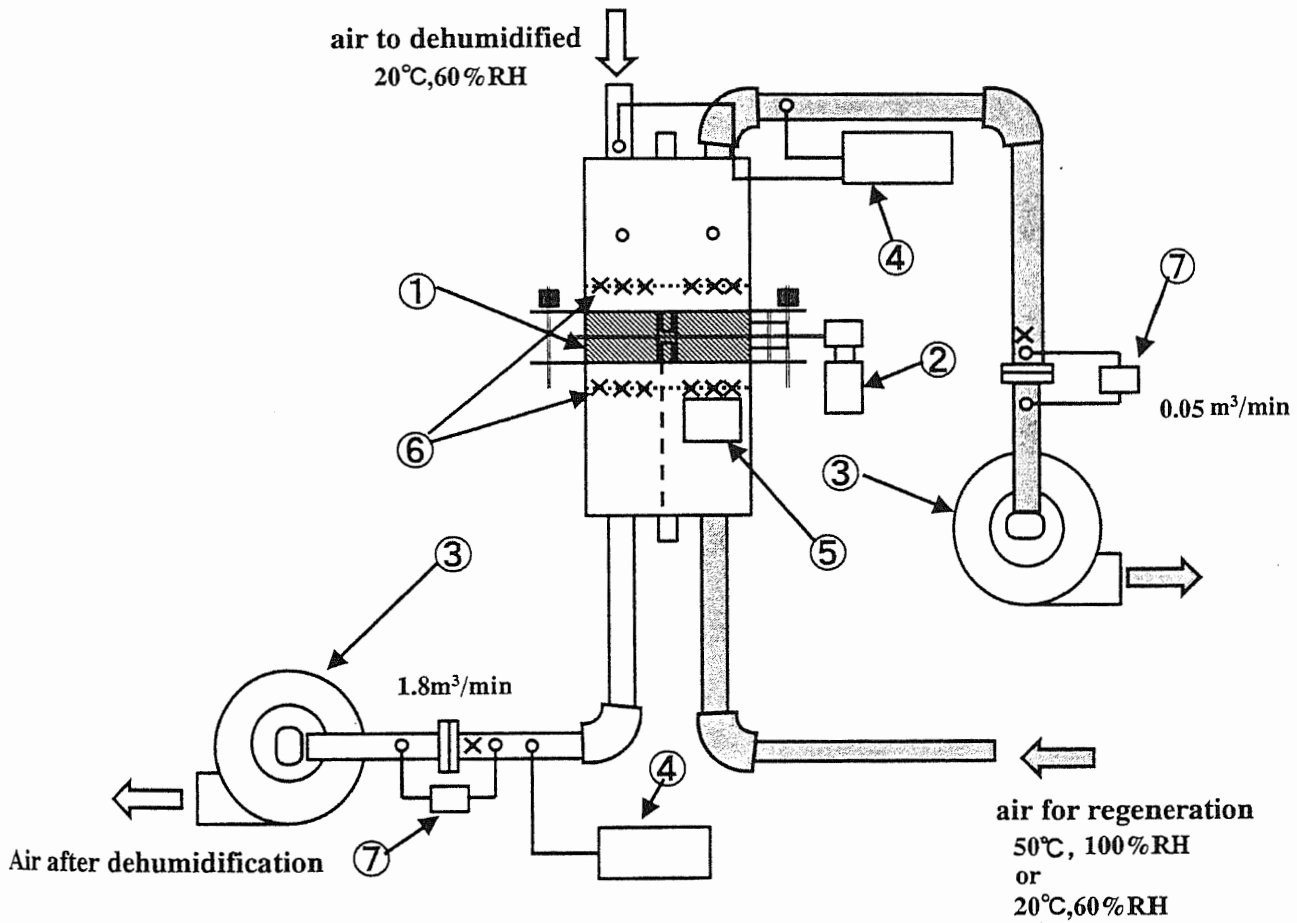 air to dehumidified
20℃,60%RH
④
①
⑦
②
0.05 m³/min
⑥
③
⑤
③
1.8m³/min
④
⑦
Air after dehumidification
air for regeneration
50℃, 100%RH
or
20℃,60%RH